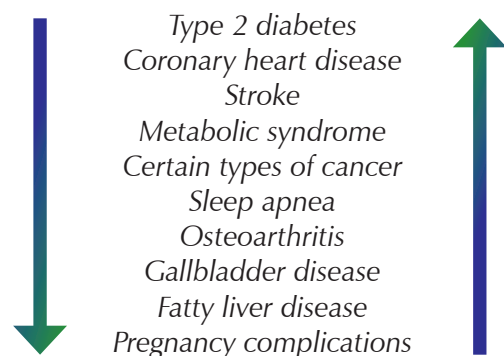 Type 2 diabetes
Coronary heart disease
Stroke
Metabolic syndrome
Certain types of cancer
Sleep apnea
Osteoarthritis
Gallbladder disease
Fatty liver disease
Pregnancy complications